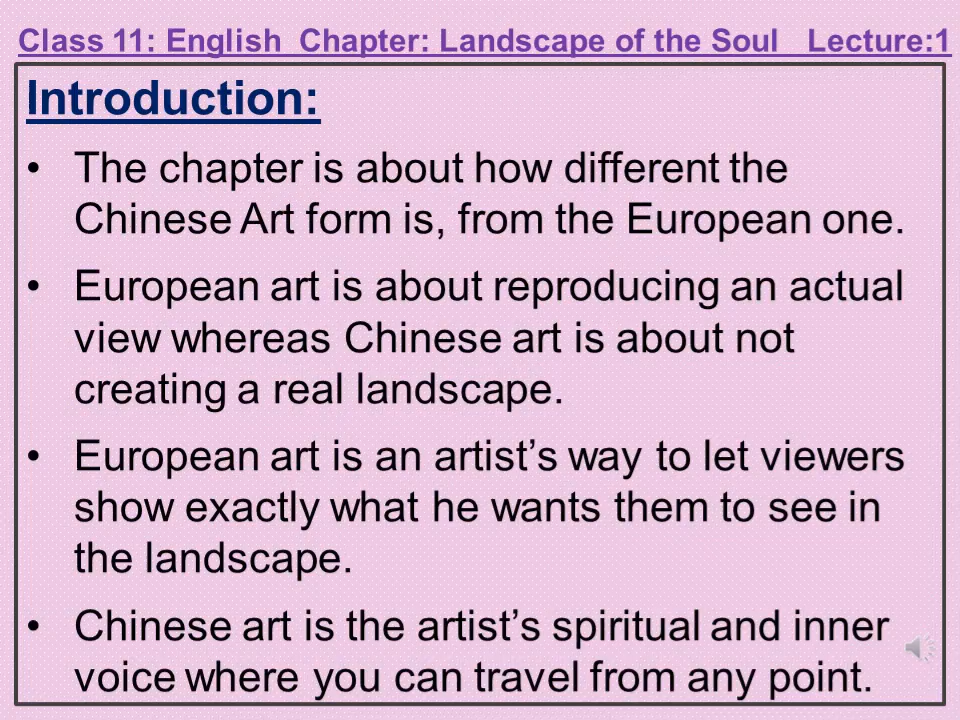 Class 11: English  Chapter: Landscape of the Soul   Lecture:1
Introduction:
• The chapter is about how different the
Chinese Art form is, from the European one.
• European art is about reproducing an actual
view whereas Chinese art is about not
creating a real landscape.
• European art is an artist’s way to let viewers
show exactly what he wants them to see in
the landscape.
• Chinese art is the artist’s spiritual and inner
voice where you can travel from any point.